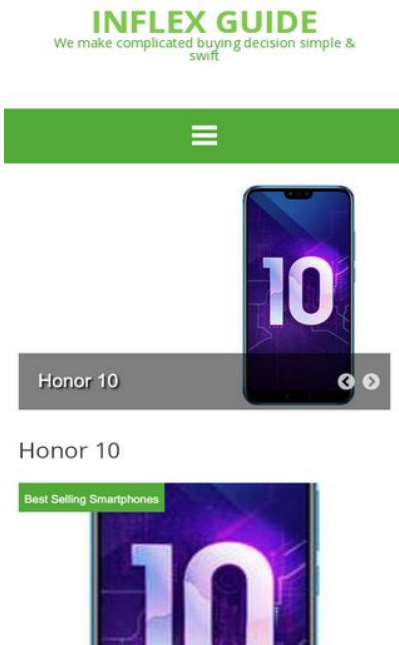 INFLEX GUIDE
We make complicated buying decision simple &
swift
10
Honor 10
Honor 10
Best Selling Smartphones
10